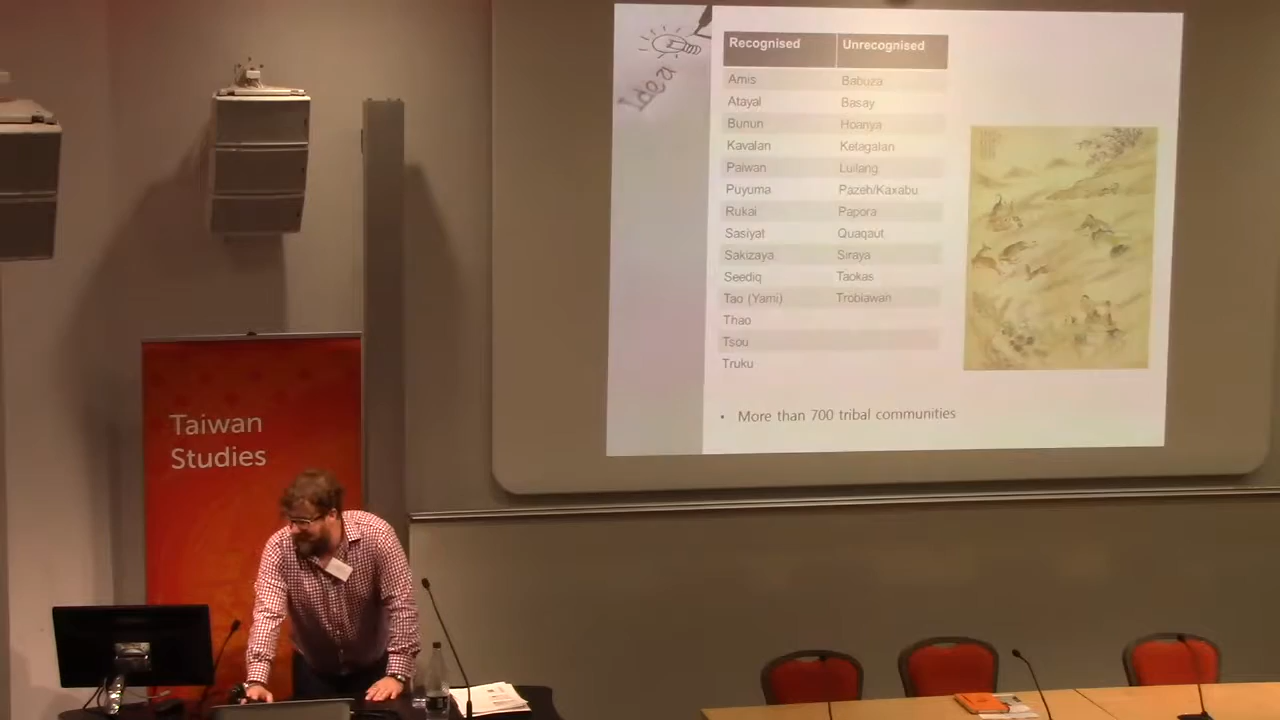 Idea
Recognised Unrecognised
Amis Babuza
Atayal Basay
Bunun Hoanya
Kavalan Ketagalan
Paiwan Luilang
Puyuma Pazeh/Kaxabu
Rukai Papora
Sasiyat Quaqaut
Sakizaya Siraya
Seediq Taokas
Tao (Yami) Trobiawan
Thao
Tsou
Truku
• More than 700 tribal communities
Taiwan
Studies